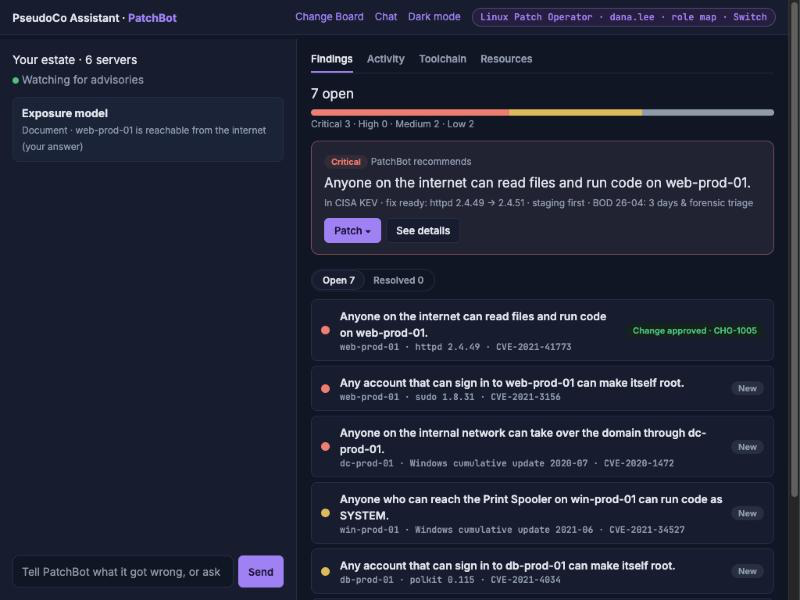 PseudoCo Assistant · PatchBot
Change Board
Chat
Dark mode
Linux Patch Operator · dana.lee · role map · Switch
Your estate · 6 servers
Watching for advisories
Exposure model
Document · web-prod-01 is reachable from the internet
(your answer)
Tell PatchBot what it got wrong, or ask
Send
Findings
Activity
Toolchain
Resources
7 open
Critical 3 · High 0 · Medium 2 · Low 2
Critical PatchBot recommends
Anyone on the internet can read files and run code on web-prod-01.
In CISA KEV · fix ready: httpd 2.4.49 → 2.4.51 · staging first · BOD 26-04: 3 days & forensic triage
Patch
See details
Open 7
Resolved 0
Anyone on the internet can read files and run code
on web-prod-01.
web-prod-01 · httpd 2.4.49 · CVE-2021-41773
Change approved · CHG-1005
Any account that can sign in to web-prod-01 can make itself root.
web-prod-01 · sudo 1.8.31 · CVE-2021-3156
New
Anyone on the internal network can take over the domain through dc-
prod-01.
dc-prod-01 · Windows cumulative update 2020-07 · CVE-2020-1472
New
Anyone who can reach the Print Spooler on win-prod-01 can run code as
SYSTEM.
win-prod-01 · Windows cumulative update 2021-06 · CVE-2021-34527
New
Any account that can sign in to db-prod-01 can make itself root.
db-prod-01 · polkit 0.115 · CVE-2021-4034
New